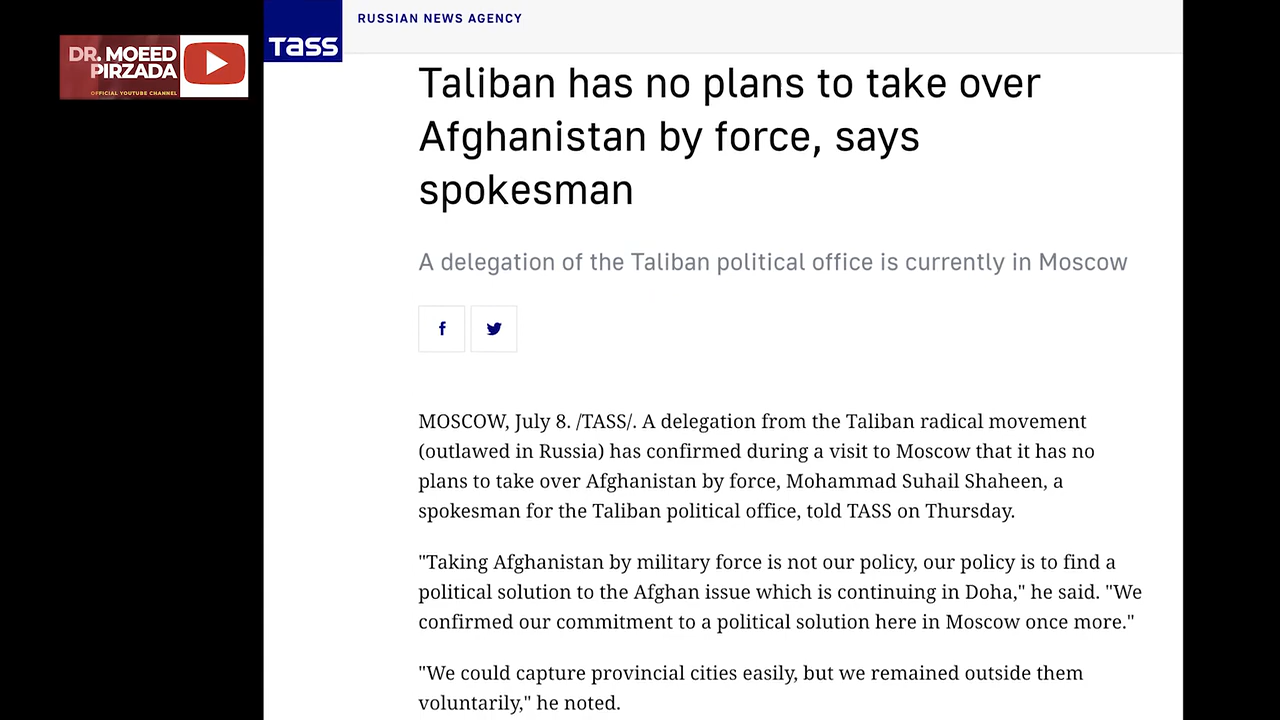 RUSSIAN NEWS AGENCY
TASS
DR. MOEED
PIRZADA
OFFICIAL YOUTUBE CHANNEL
Taliban has no plans to take over
Afghanistan by force, says
spokesman
A delegation of the Taliban political office is currently in Moscow
f
MOSCOW, July 8. /TASS/. A delegation from the Taliban radical movement
(outlawed in Russia) has confirmed during a visit to Moscow that it has no
plans to take over Afghanistan by force, Mohammad Suhail Shaheen, a
spokesman for the Taliban political office, told TASS on Thursday.
"Taking Afghanistan by military force is not our policy, our policy is to find a
political solution to the Afghan issue which is continuing in Doha," he said. "We
confirmed our commitment to a political solution here in Moscow once more."
"We could capture provincial cities easily, but we remained outside them
voluntarily," he noted.